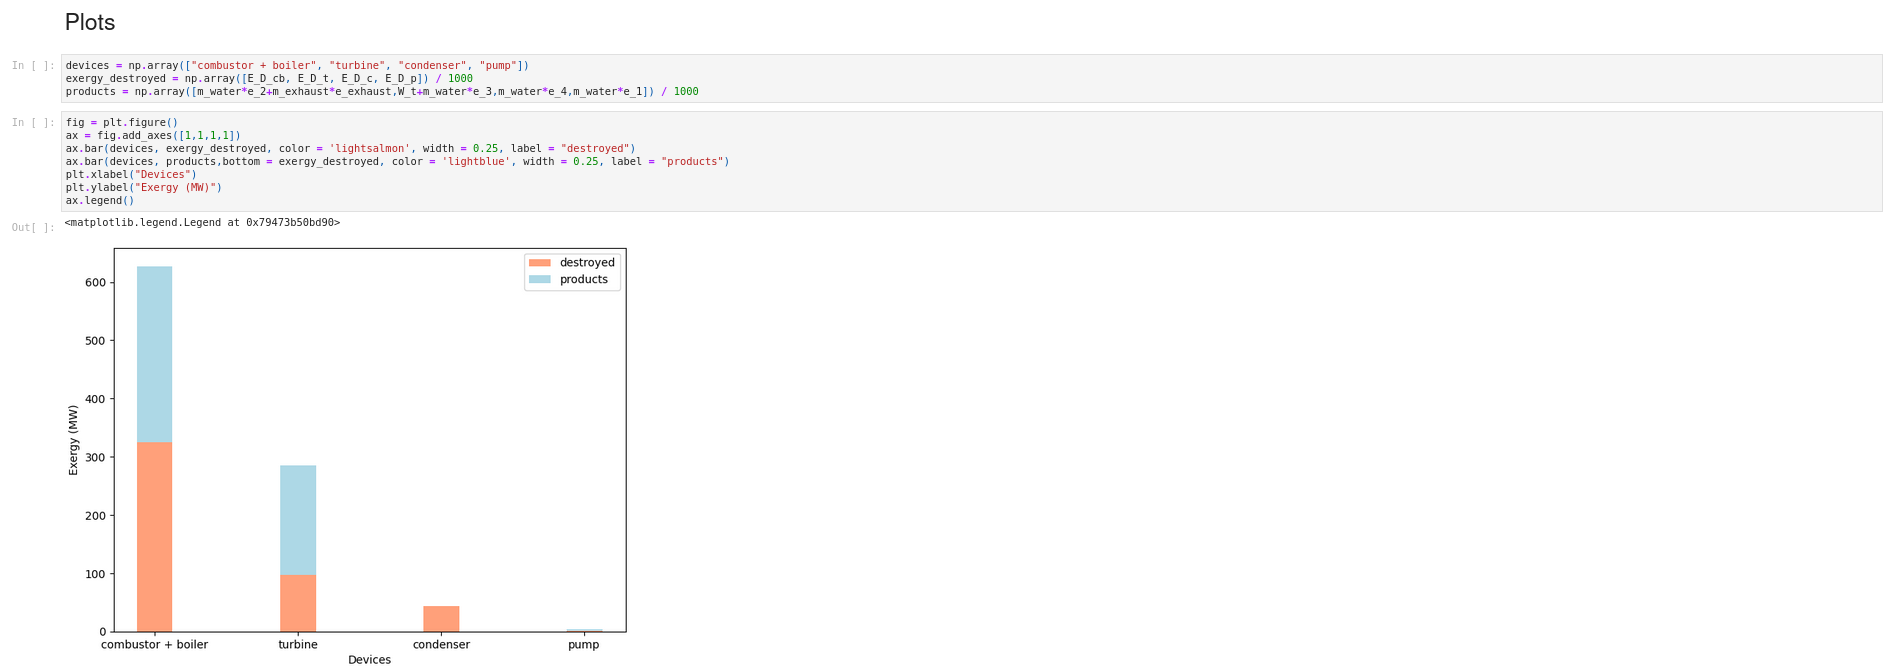 Plots
In [ ]:
devices = np.array(["combustor + boiler", "turbine", "condenser", "pump"])
exergy_destroyed = np.array([E_D_cb, E_D_t, E_D_c, E_D_p]) / 1000
products = np.array([m_water*e_2+m_exhaust*e_exhaust,W_t+m_water*e_3,m_water*e_4,m_water*e_1]) / 1000
In [ ]:
fig = plt.figure()
ax = fig.add_axes([1,1,1,1])
ax.bar(devices, exergy_destroyed, color = 'lightsalmon', width = 0.25, label = "destroyed")
ax.bar(devices, products,bottom = exergy_destroyed, color = 'lightblue', width = 0.25, label = "products")
plt.xlabel("Devices")
plt.ylabel("Exergy (MW)")
ax.legend()
Out[ ]:
<matplotlib.legend.Legend at 0x79473b50bd90>
destroyed
products
600
500
400
300
200
100
0
Exergy (MW)
combustor + boiler
turbine
condenser
pump
Devices